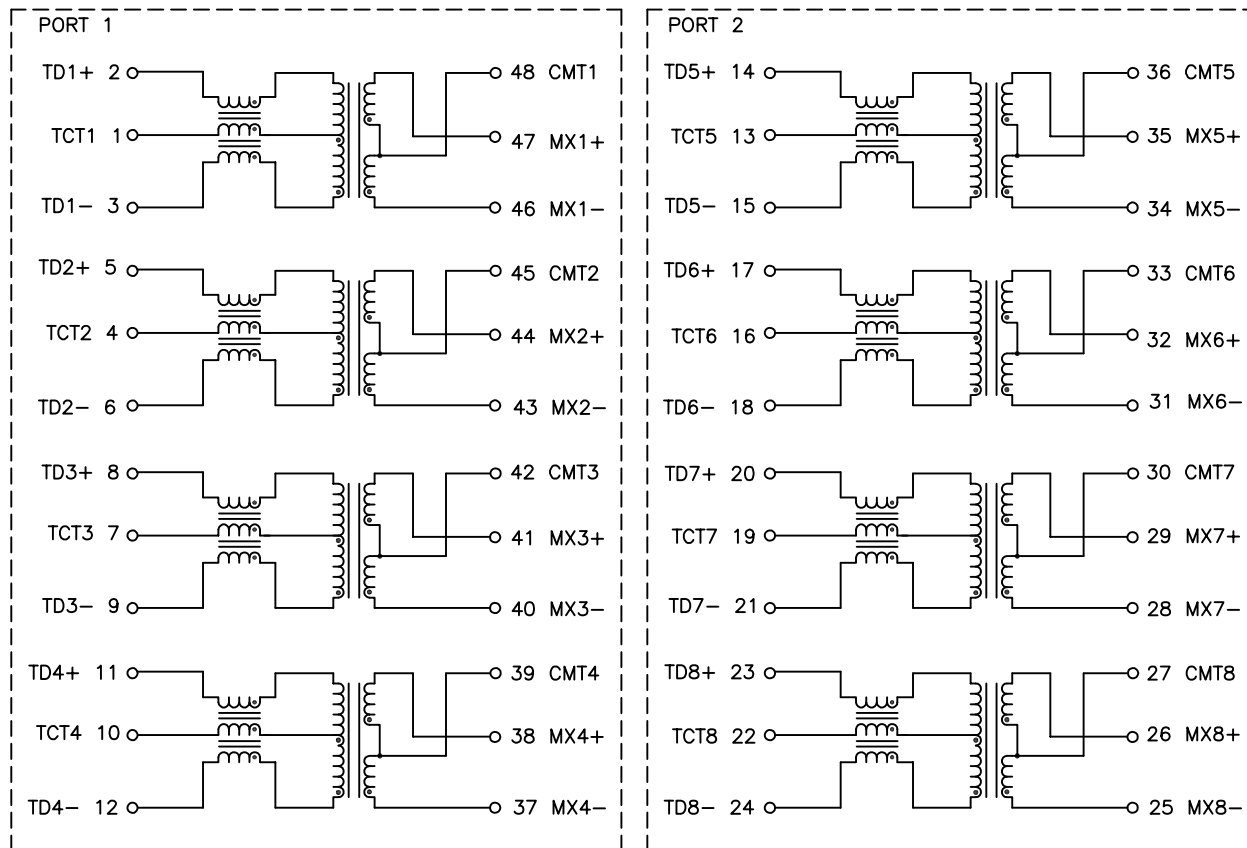 PORT 1
TD1+ 2
48 CMT1
TCT1 1
47 MX1+
TD1- 3
46 MX1-
TD2+ 5
45 CMT2
TCT2 4
44 MX2+
TD2- 6
43 MX2-
TD3+ 8
42 CMT3
TCT3 7
41 MX3+
TD3- 9
40 MX3-
TD4+ 11
39 CMT4
TCT4 10
38 MX4+
TD4- 12
37 MX4-
PORT 2
TD5+ 14
36 CMT5
TCT5 13
35 MX5+
TD5- 15
34 MX5-
TD6+ 17
33 CMT6
TCT6 16
32 MX6+
TD6- 18
31 MX6-
TD7+ 20
30 CMT7
TCT7 19
29 MX7+
TD7- 21
28 MX7-
TD8+ 23
27 CMT8
TCT8 22
26 MX8+
TD8- 24
25 MX8-